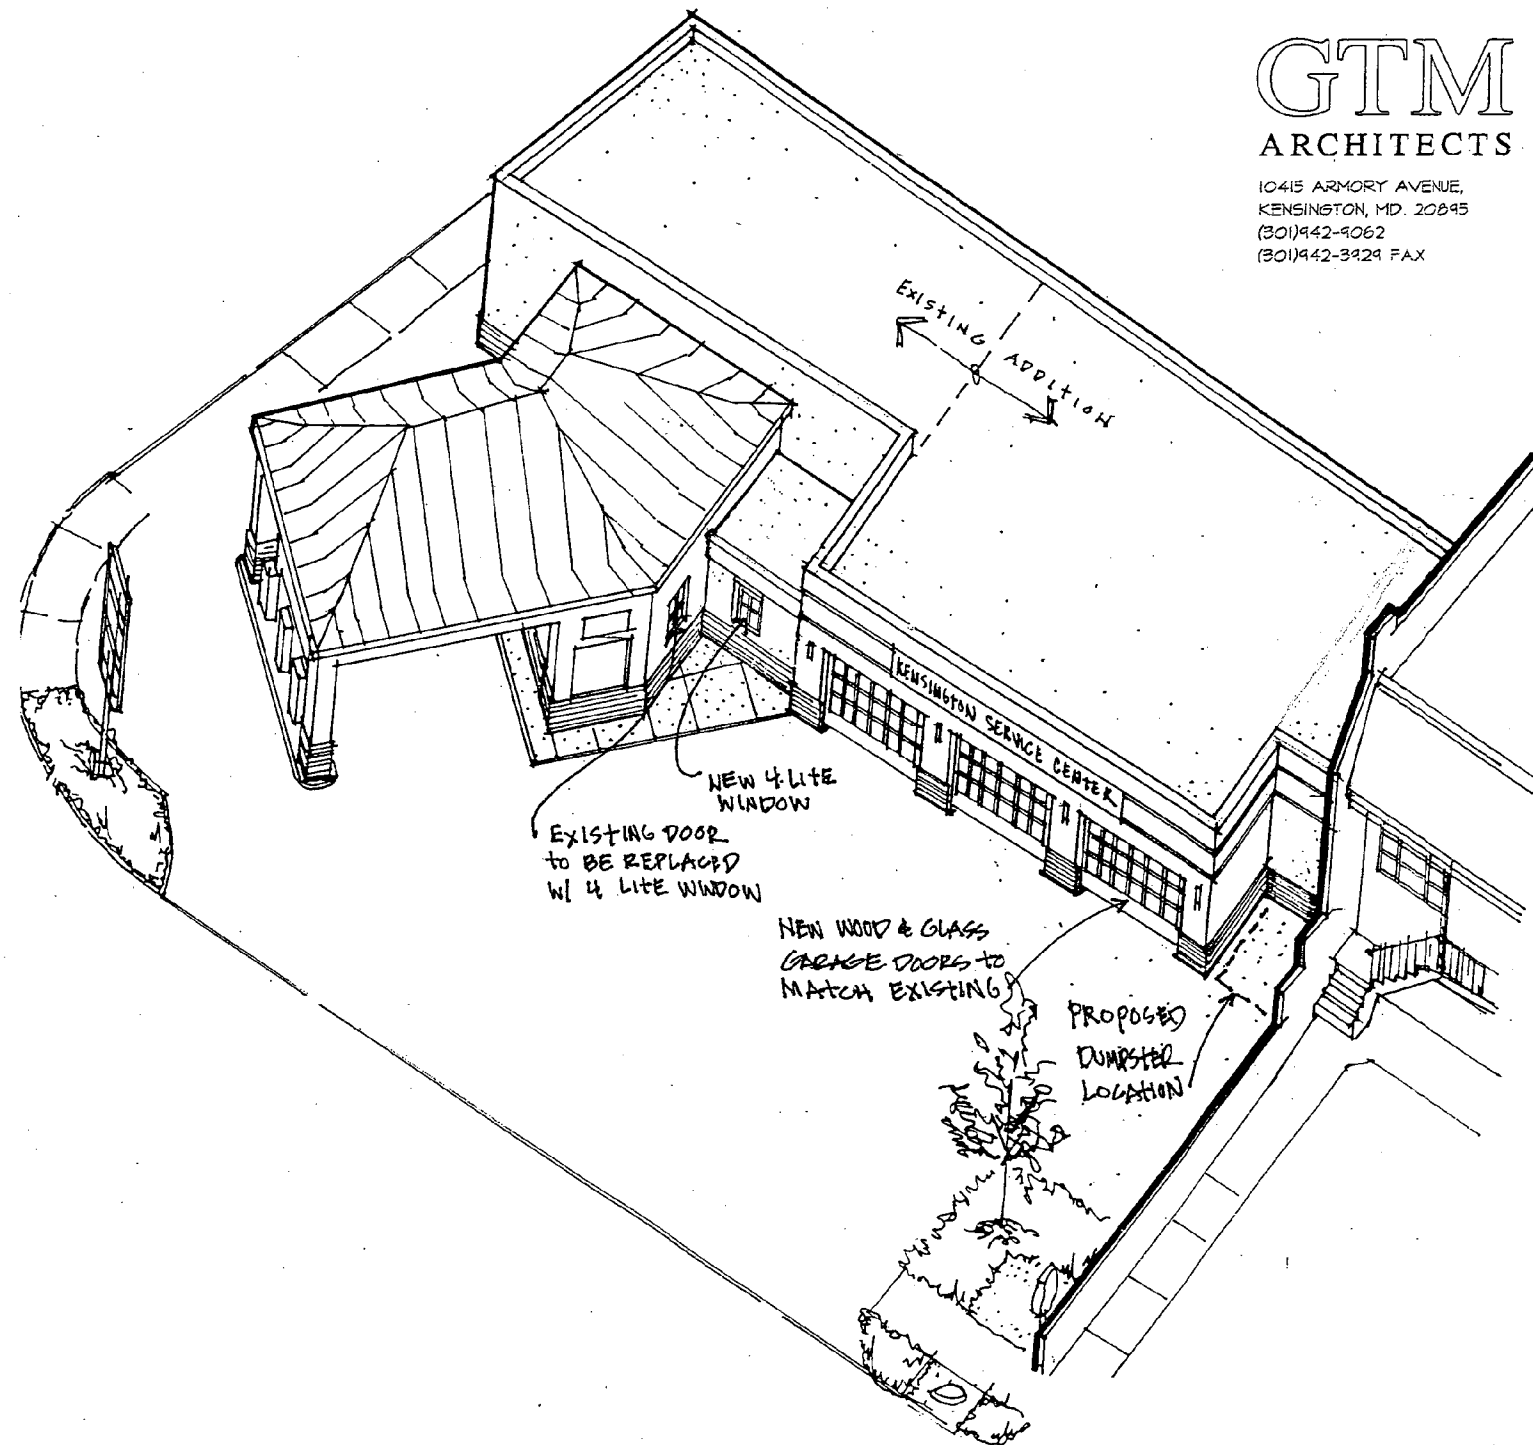 GTM
ARCHITECTS
10415 ARMORY AVENUE,
KENSINGTON, MD. 20895
(301)942-9062
(301)942-3929 FAX
EXISTING ADDITION
KENSINGTON SERVICE CENTER
NEW 4 LITE
WINDOW
EXISTING DOOR
to BE REPLACED
W/ 4 LITE WINDOW
NEW WOOD & GLASS
GARAGE DOORS to
MATCH EXISTING
PROPOSED
DUMPSTER
LOCATION